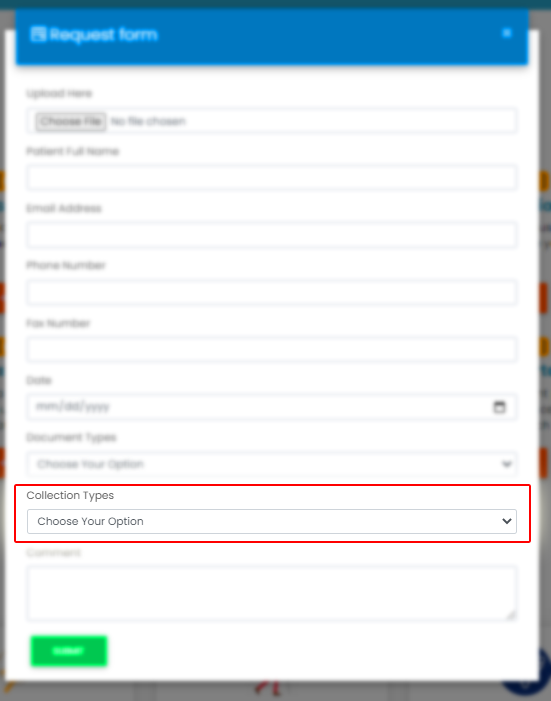 Request form
×
Upload Here
Choose File No file chosen
Patient Full Name
Email Address
Phone Number
Fax Number
Date
mm/dd/yyyy
Document Types
Choose Your Option
Collection Types
Choose Your Option
Comment
SUBMIT